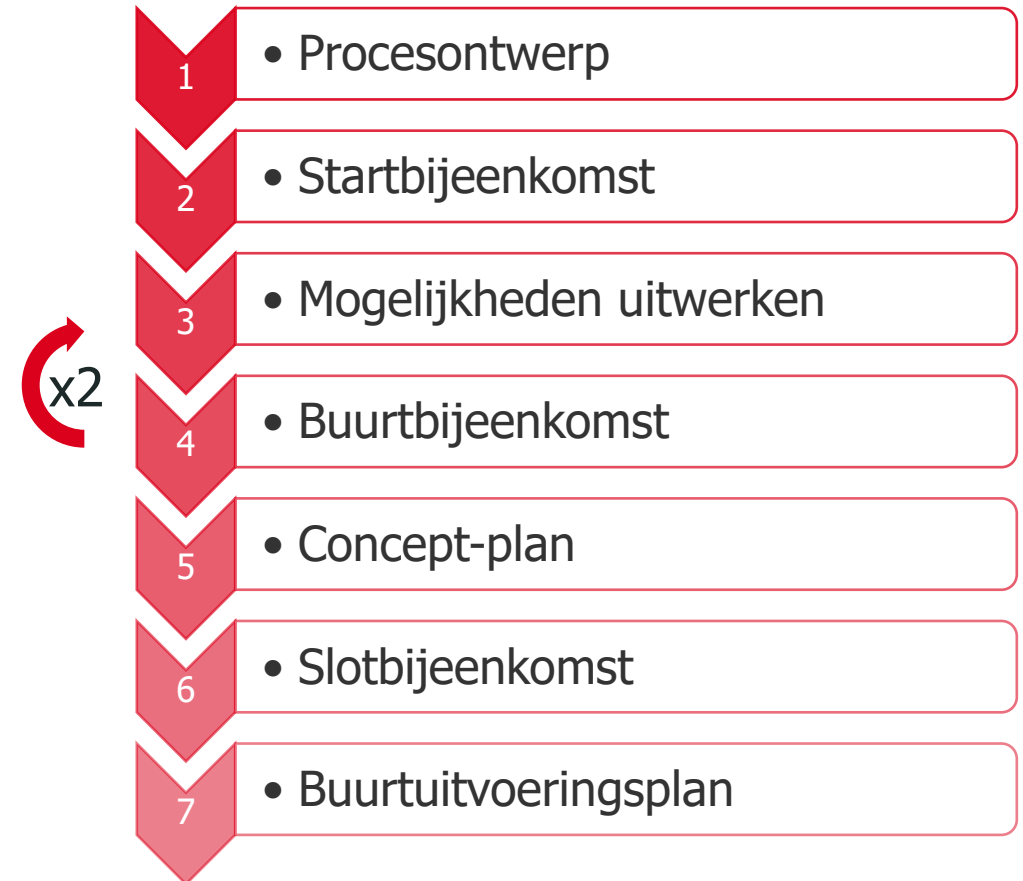 1
• Procesontwerp
2
• Startbijeenkomst
3
• Mogelijkheden uitwerken
x2
4
• Buurtbijeenkomst
5
• Concept-plan
6
• Slotbijeenkomst
7
• Buurtuitvoeringsplan